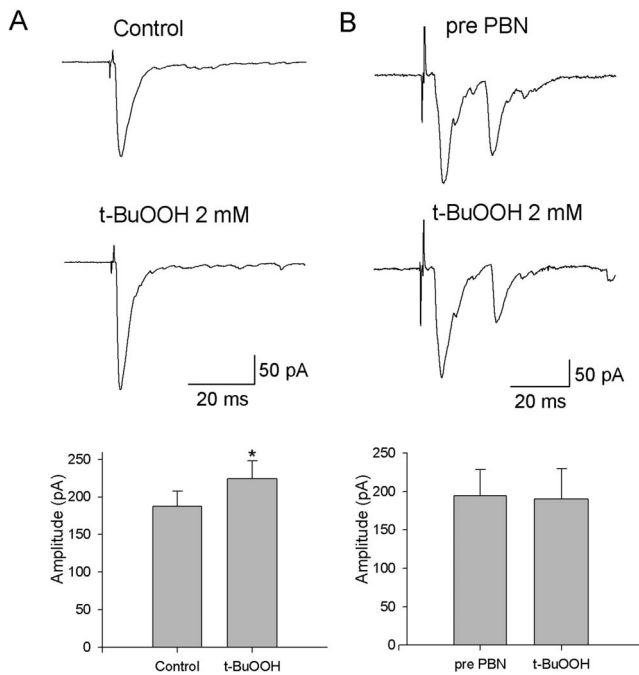 A
Control
t-BuOOH 2 mM
50 pA
20 ms
Amplitude (pA)
250
200
150
100
50
0
*
Control
t-BuOOH
B
pre PBN
t-BuOOH 2 mM
50 pA
20 ms
Amplitude (pA)
250
200
150
100
50
0
pre PBN
t-BuOOH